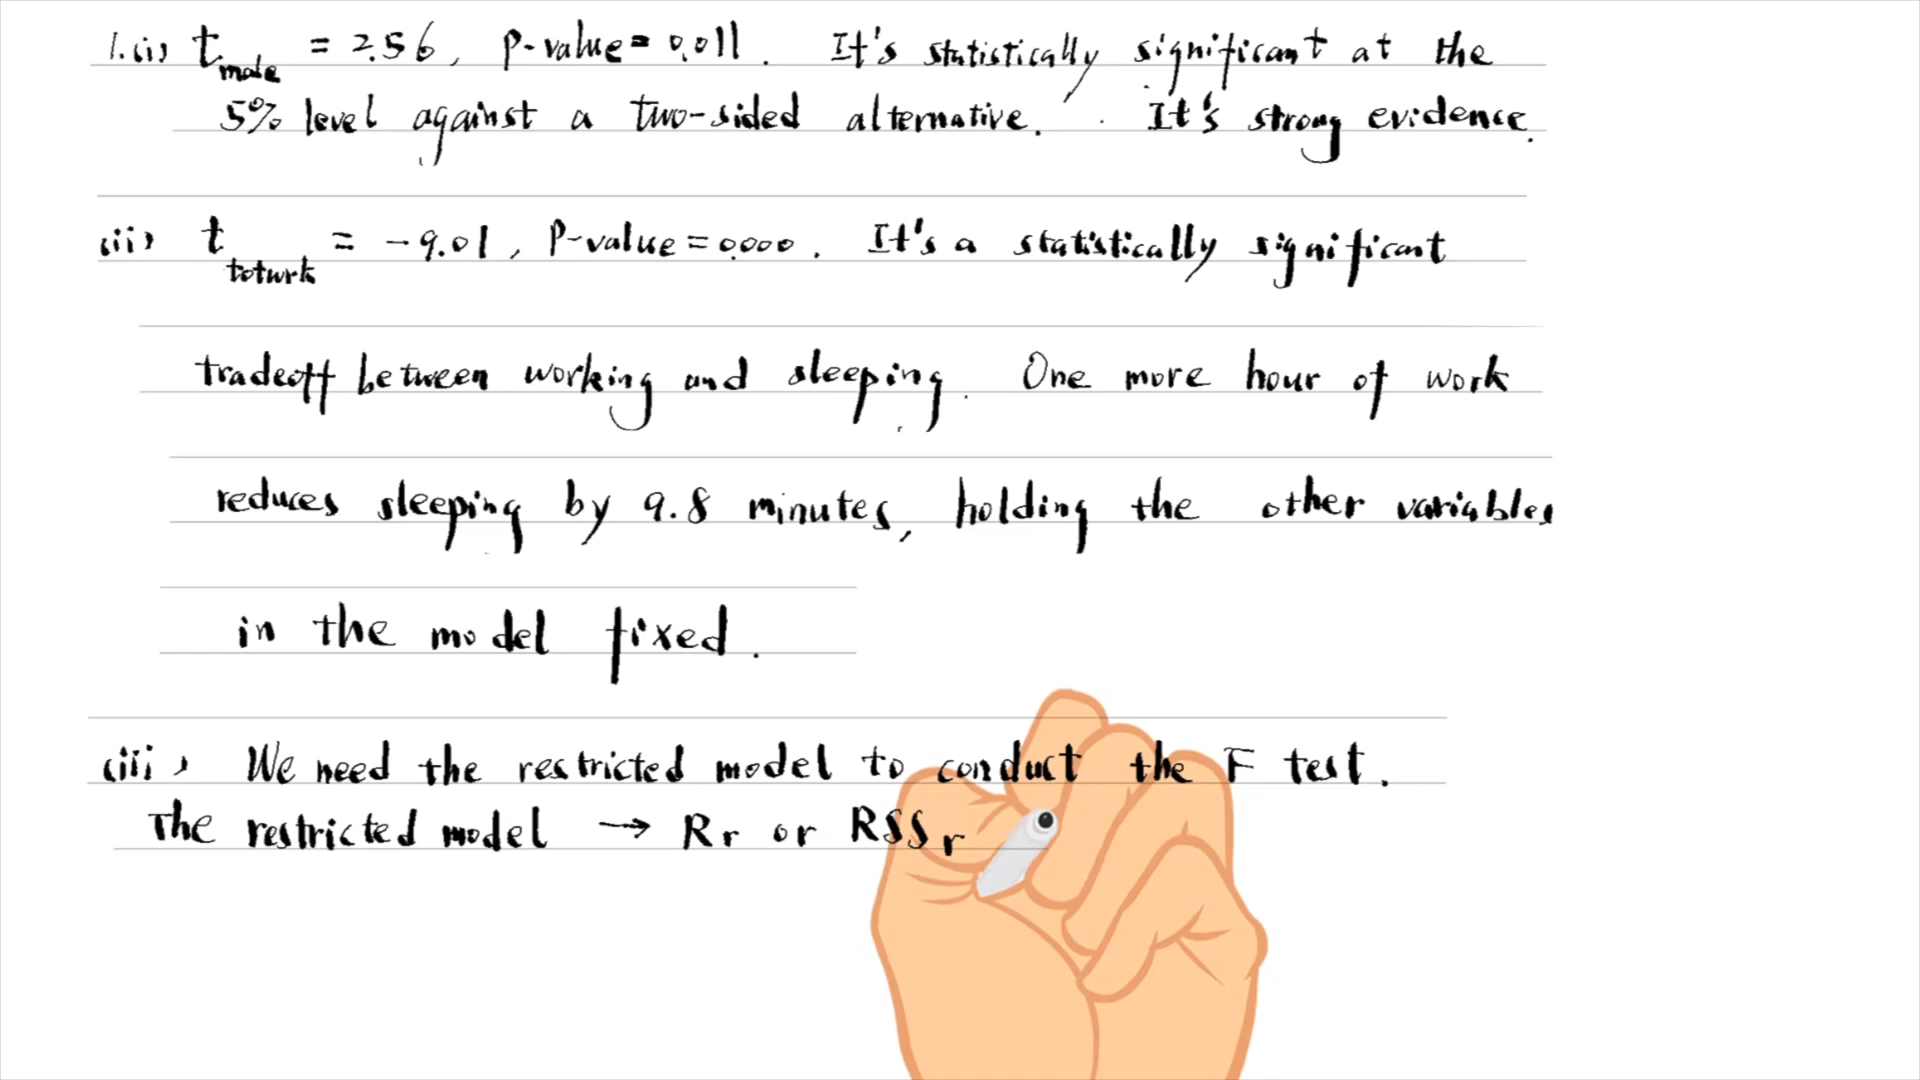 1.(i) t male = 2.56, p-value = 0.011. It's statistically significant at the
5% level against a two-sided alternative. It's strong evidence.
(ii) t totwrk = -9.01, P-value = 0.000. It's a statistically significant
tradeoff between working and sleeping. One more hour of work
reduces sleeping by 9.8 minutes, holding the other variables
in the model fixed.
(iii) We need the restricted model to conduct the F test.
The restricted model → Rr or RSSr